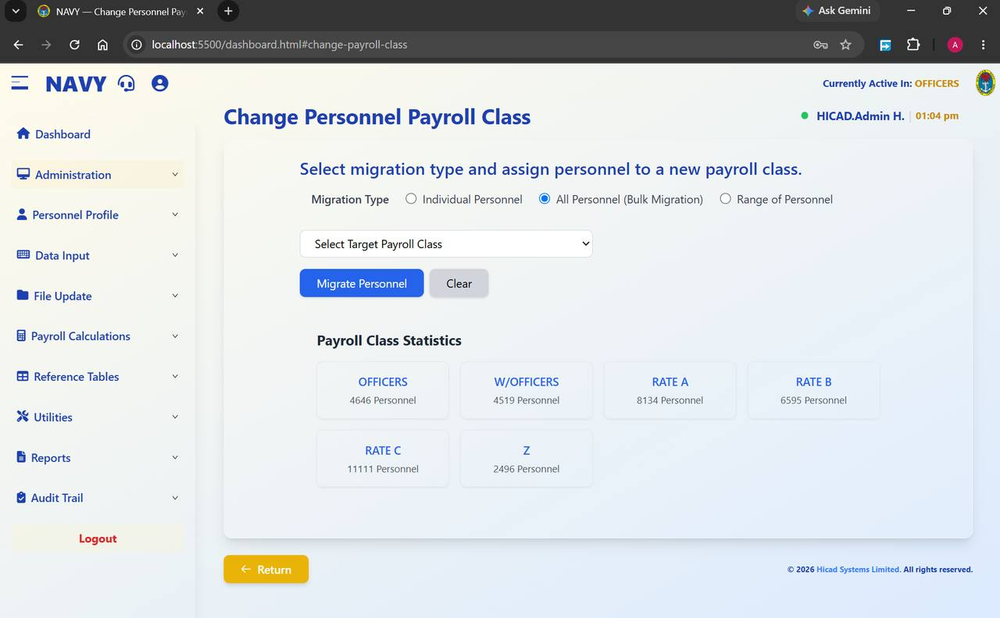 NAVY — Change Personnel Pay
Ask Gemini
localhost:5500/dashboard.html#change-payroll-class
A
NAVY
Currently Active In: OFFICERS
Change Personnel Payroll Class
HICAD.Admin H. | 01:04 pm
Dashboard
Administration
Personnel Profile
Data Input
File Update
Payroll Calculations
Reference Tables
Utilities
Reports
Audit Trail
Logout
Select migration type and assign personnel to a new payroll class.
Migration Type Individual Personnel All Personnel (Bulk Migration) Range of Personnel
Select Target Payroll Class
Migrate Personnel Clear
Payroll Class Statistics
OFFICERS
4646 Personnel
W/OFFICERS
4519 Personnel
RATE A
8134 Personnel
RATE B
6595 Personnel
RATE C
11111 Personnel
Z
2496 Personnel
Return
© 2026 Hicad Systems Limited. All rights reserved.